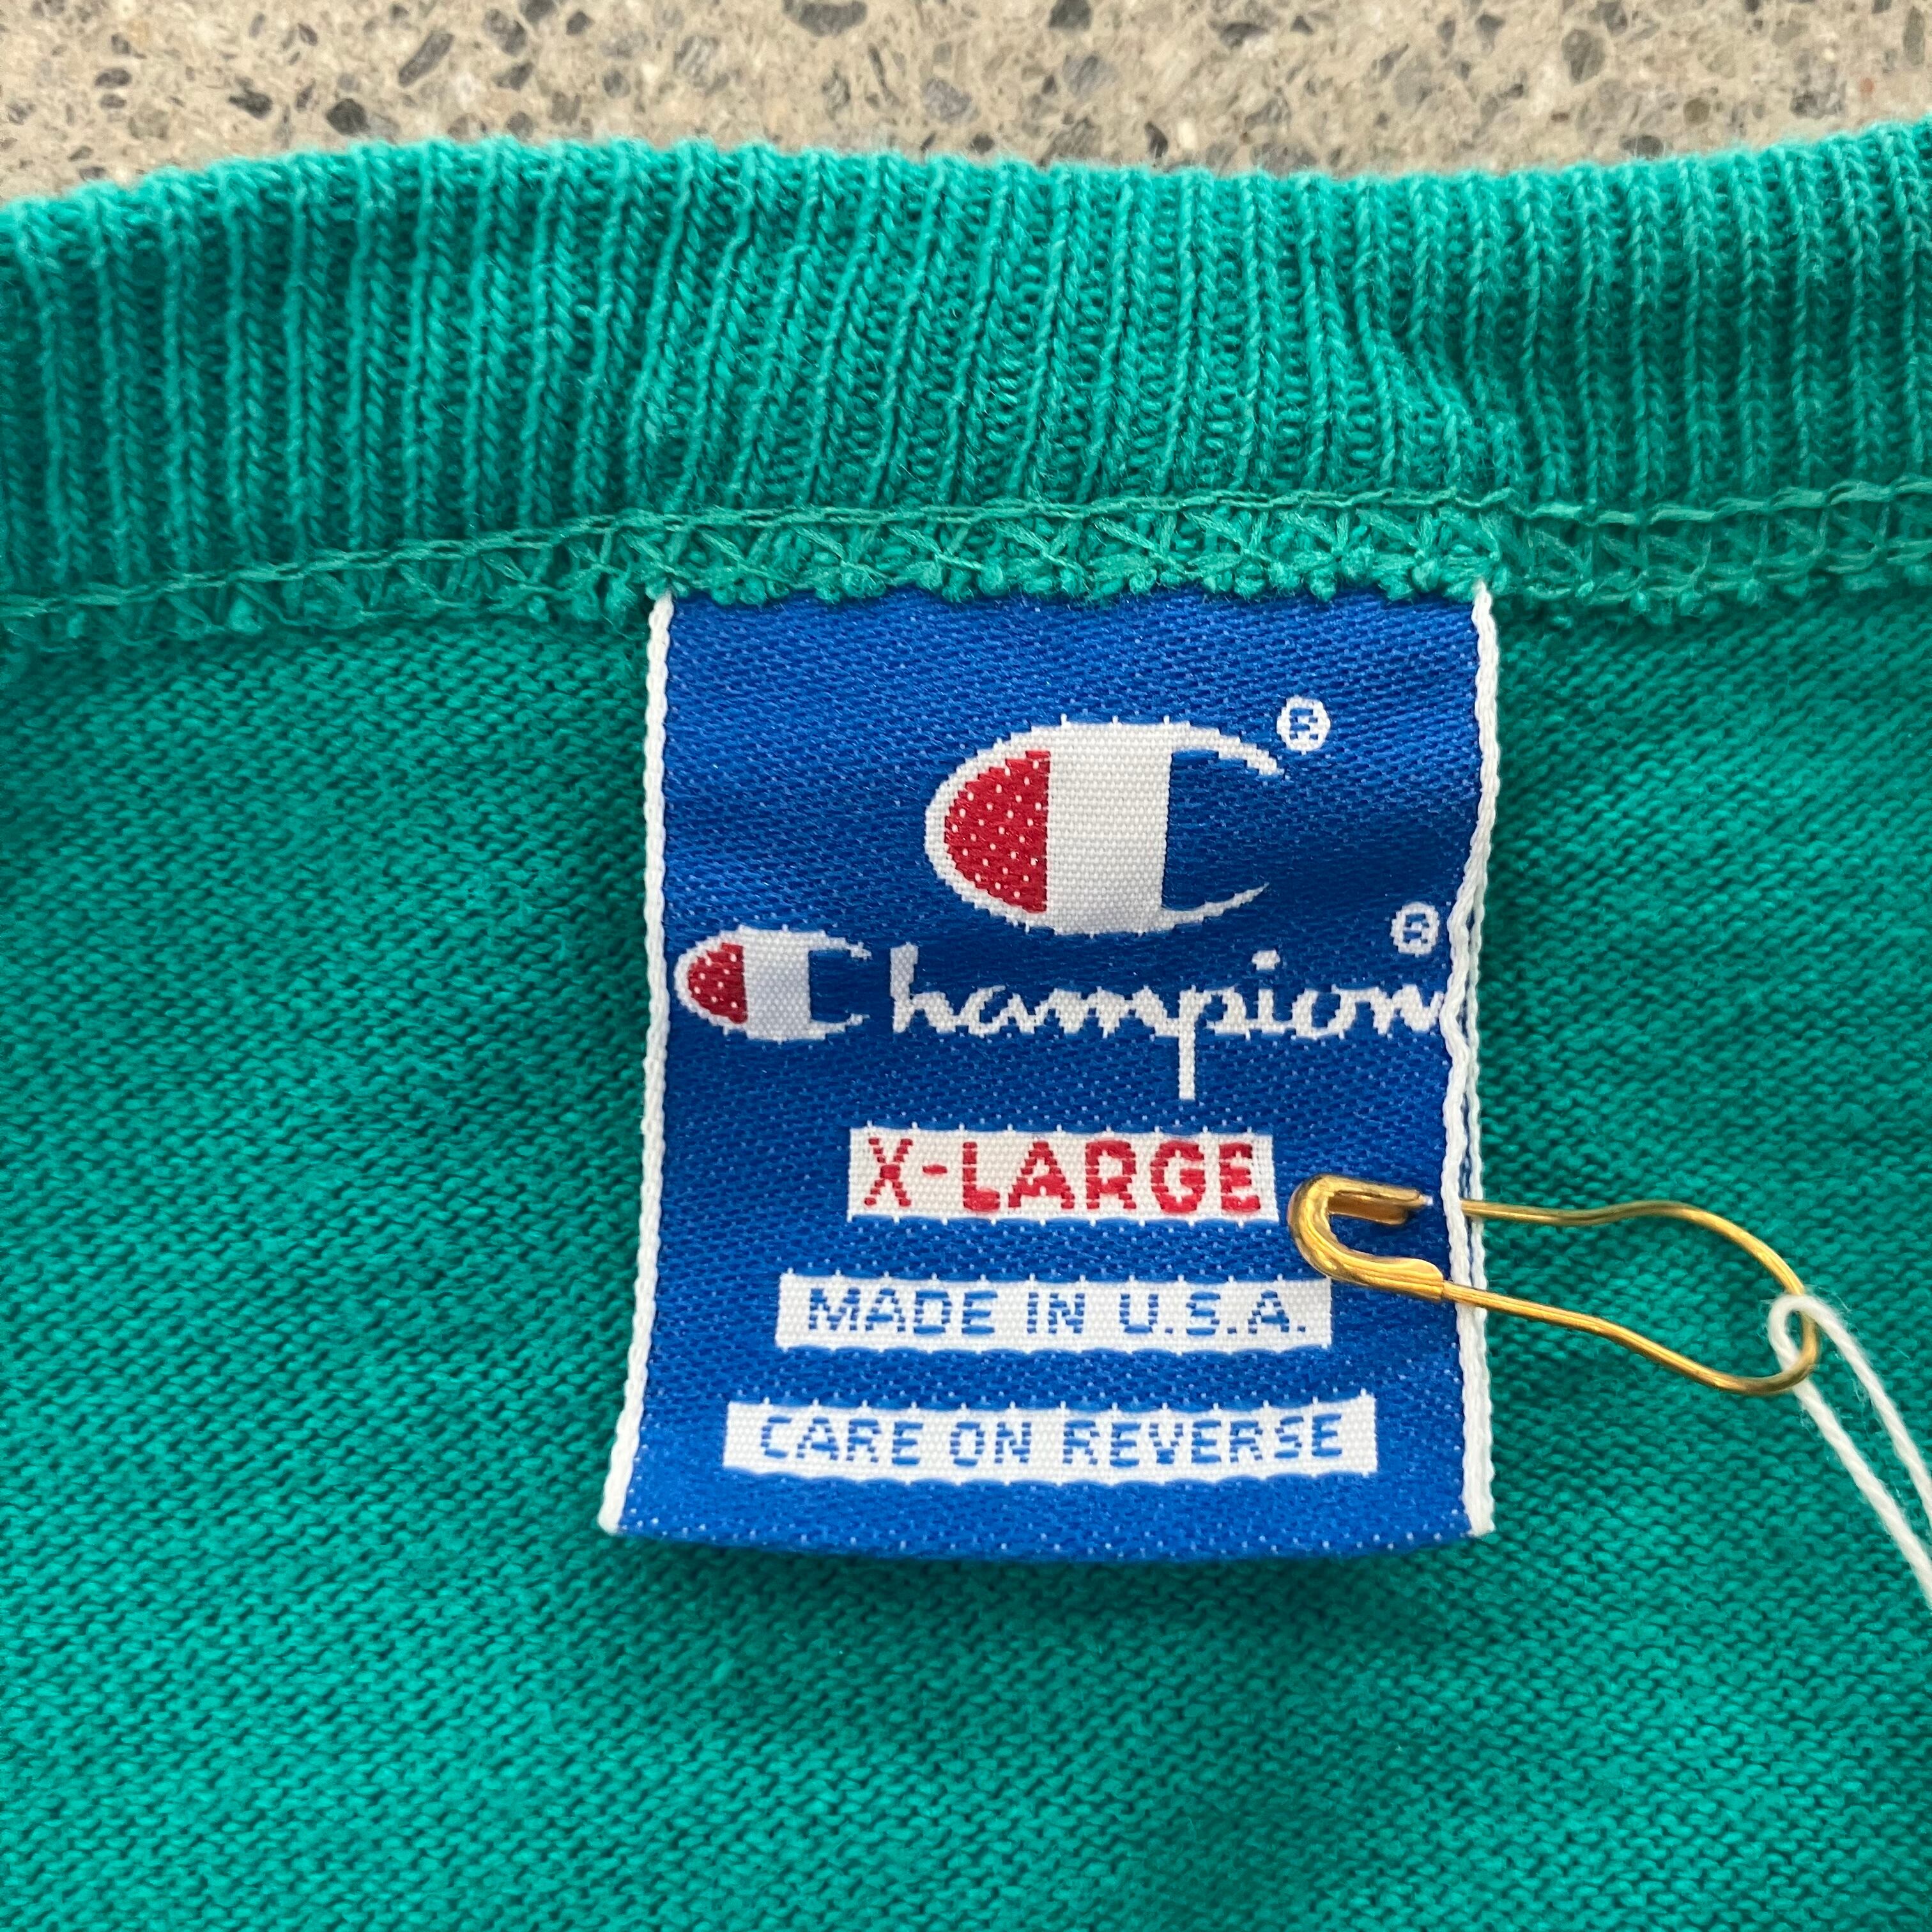 C®
Champion®
X-LARGE
MADE IN U.S.A.
CARE ON REVERSE